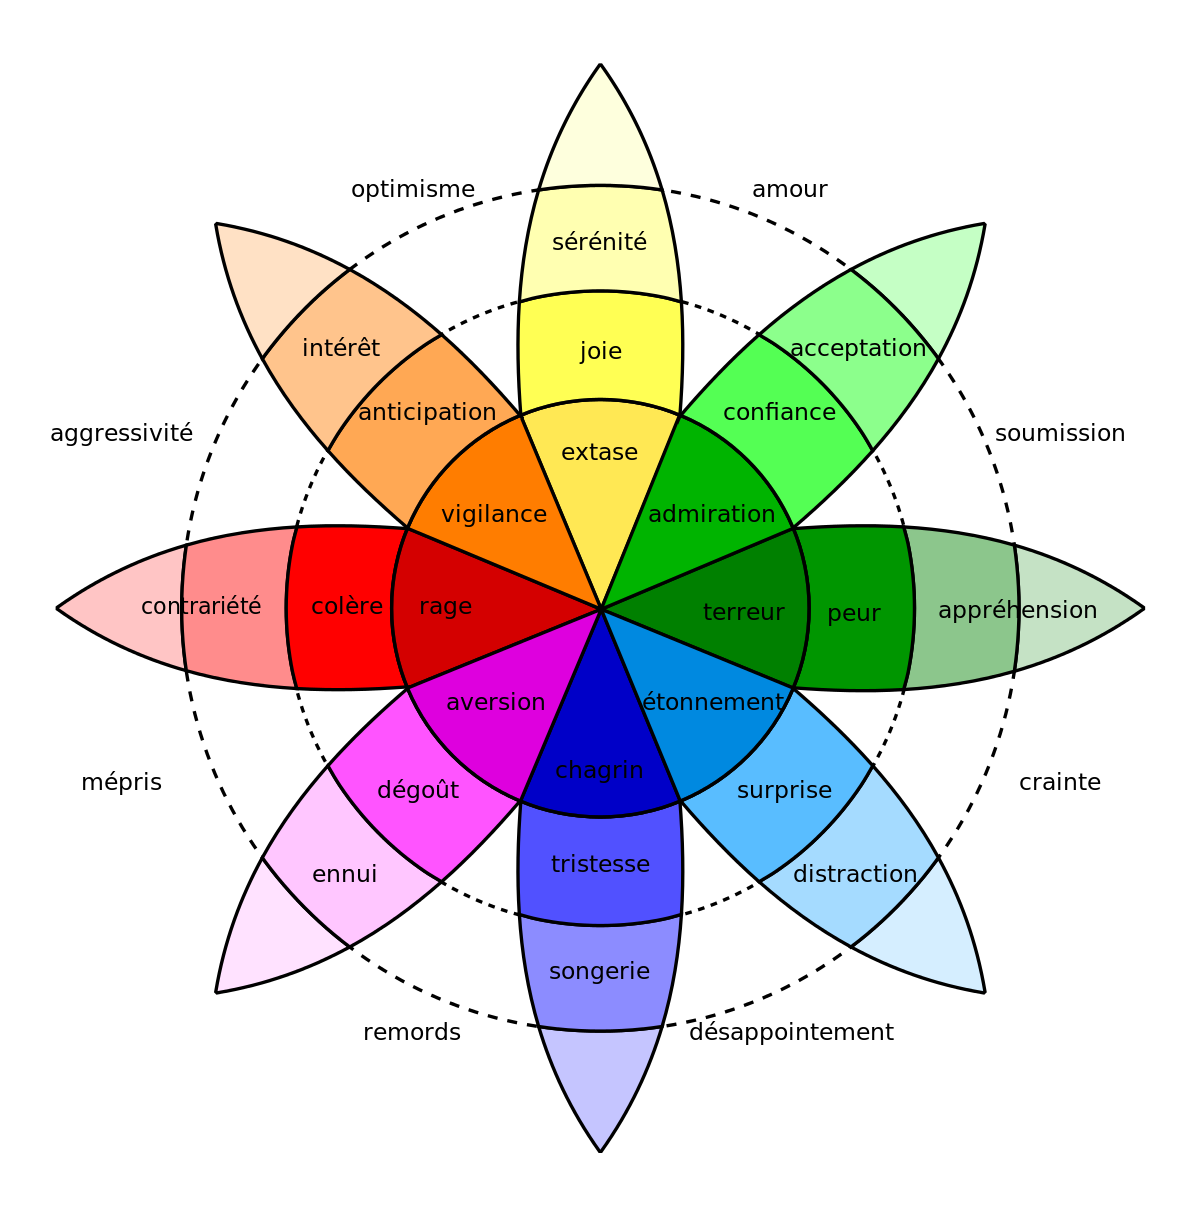 optimisme
amour
sérénité
intérêt
joie
acceptation
anticipation
confiance
aggressivité
soumission
extase
vigilance
admiration
contrariété
colère
rage
terreur
peur
appréhension
aversion
étonnement
mépris
chagrin
crainte
dégoût
surprise
tristesse
ennui
distraction
songerie
remords
désappointement